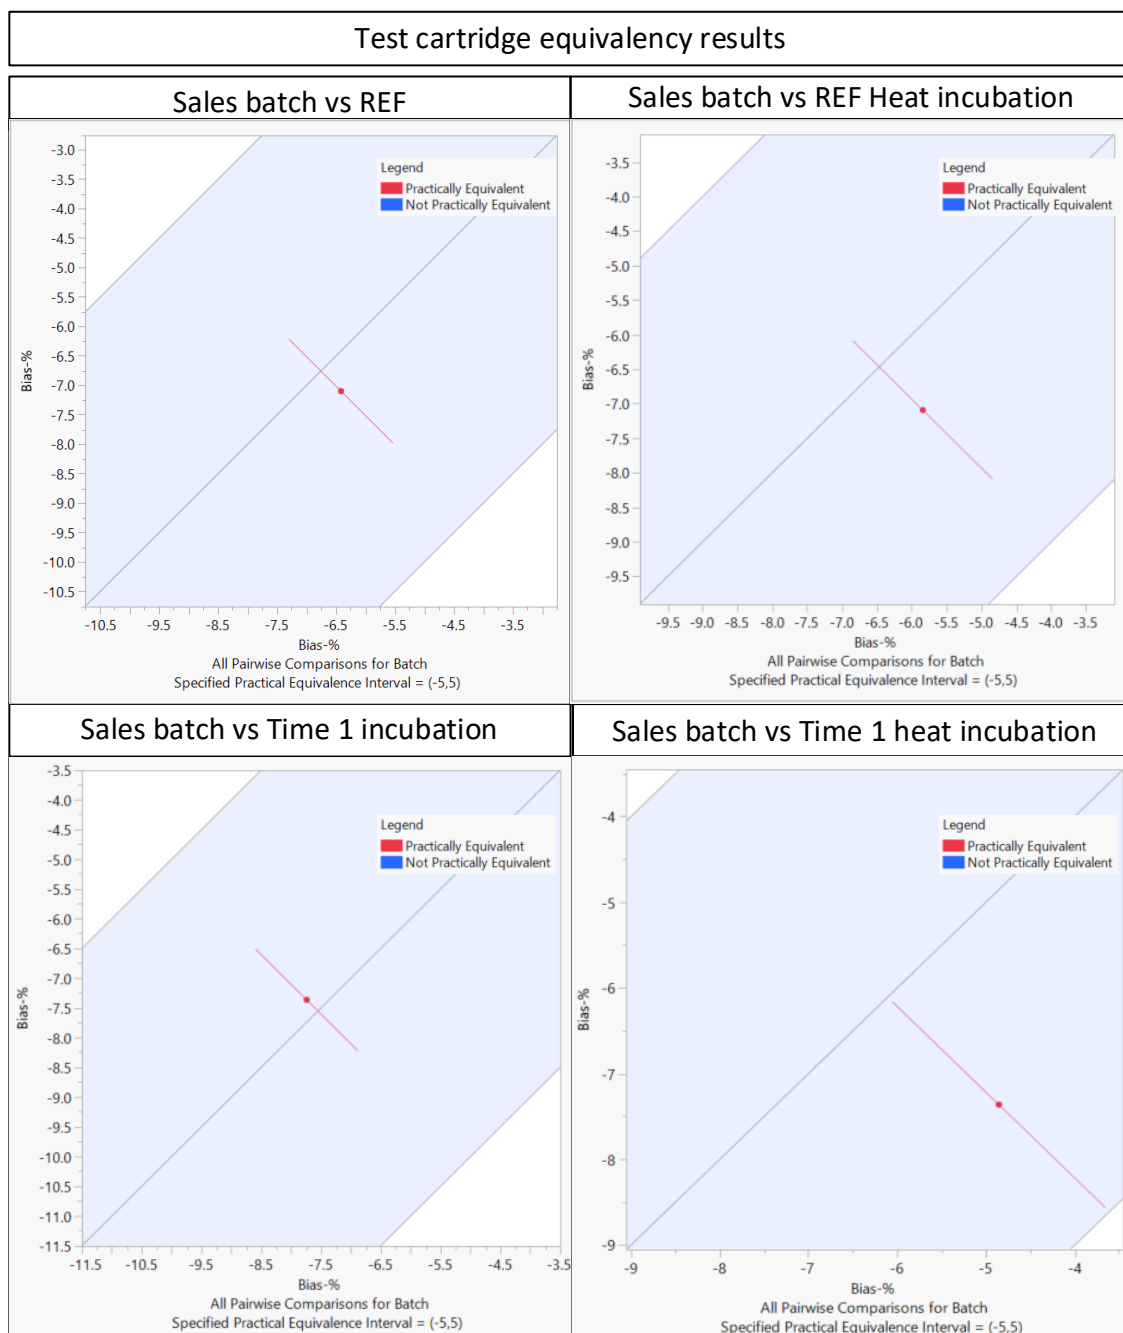 Test cartridge equivalency results
Sales batch vs REF
Sales batch vs REF Heat incubation
-3.0
-3.5
-4.0
-4.5
-5.0
-5.5
-6.0
-6.5
-7.0
-7.5
-8.0
-8.5
-9.0
-9.5
-10.0
-10.5
Bias-%
Legend
Practically Equivalent
Not Practically Equivalent
-10.5 -9.5 -8.5 -7.5 -6.5 -5.5 -4.5 -3.5
Bias-%
All Pairwise Comparisons for Batch
Specified Practical Equivalence Interval = (-5,5)
-3.5
-4.0
-4.5
-5.0
-5.5
-6.0
-6.5
-7.0
-7.5
-8.0
-8.5
-9.0
-9.5
Bias-%
Legend
Practically Equivalent
Not Practically Equivalent
-9.5 -9.0 -8.5 -8.0 -7.5 -7.0 -6.5 -6.0 -5.5 -5.0 -4.5 -4.0 -3.5
Bias-%
All Pairwise Comparisons for Batch
Specified Practical Equivalence Interval = (-5,5)
Sales batch vs Time 1 incubation
Sales batch vs Time 1 heat incubation
-3.5
-4.0
-4.5
-5.0
-5.5
-6.0
-6.5
-7.0
-7.5
-8.0
-8.5
-9.0
-9.5
-10.0
-10.5
-11.0
-11.5
Bias-%
Legend
Practically Equivalent
Not Practically Equivalent
-11.5 -10.5 -9.5 -8.5 -7.5 -6.5 -5.5 -4.5 -3.5
Bias-%
All Pairwise Comparisons for Batch
Specified Practical Equivalence Interval = (-5,5)
-4
-5
-6
-7
-8
-9
Bias-%
Legend
Practically Equivalent
Not Practically Equivalent
-9 -8 -7 -6 -5 -4
Bias-%
All Pairwise Comparisons for Batch
Specified Practical Equivalence Interval = (-5,5)